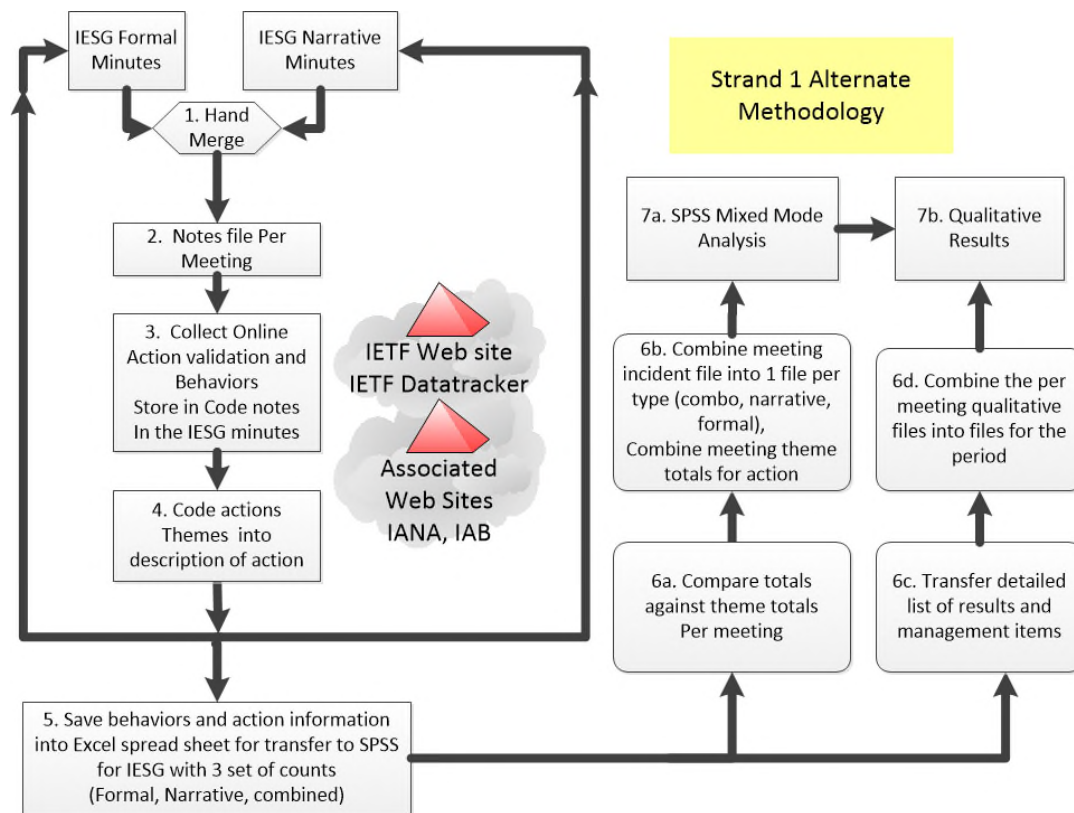 IESG Formal
Minutes
IESG Narrative
Minutes
1. Hand
Merge
2. Notes file Per
Meeting
3. Collect Online
Action validation and
Behaviors
Store in Code notes
In the IESG minutes
4. Code actions
Themes into
description of action
5. Save behaviors and action information
into Excel spread sheet for transfer to SPSS
for IESG with 3 set of counts
(Formal, Narrative, combined)
IETF Web site
IETF Datatracker
Associated
Web Sites
IANA, IAB
Strand 1 Alternate
Methodology
7a. SPSS Mixed Mode
Analysis
7b. Qualitative
Results
6b. Combine meeting
incident file into 1 file per
type (combo, narrative,
formal),
Combine meeting theme
totals for action
6d. Combine the per
meeting qualitative
files into files for the
period
6a. Compare totals
against theme totals
Per meeting
6c. Transfer detailed
list of results and
management items